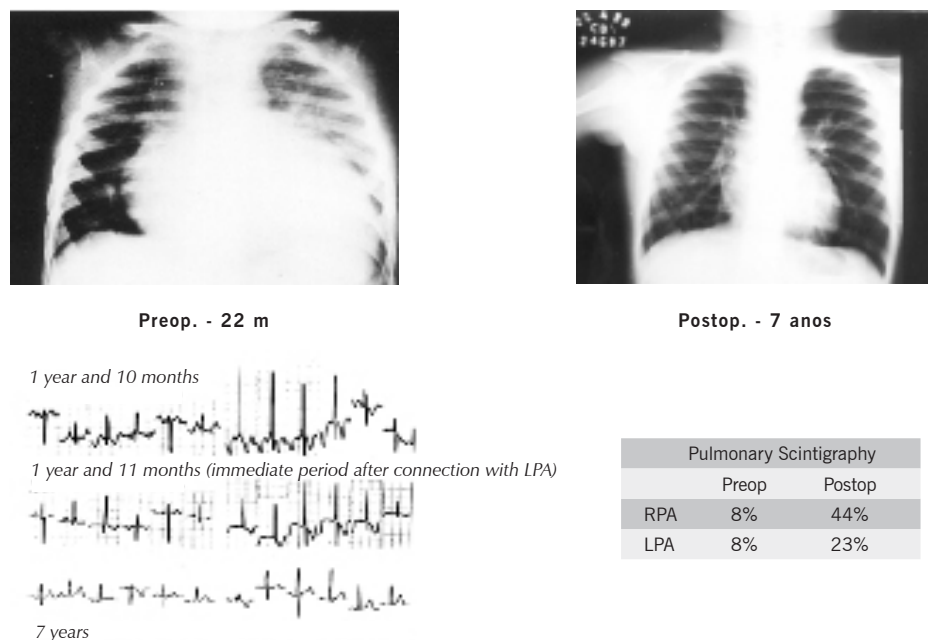 Preop. - 22 m
Postop. - 7 anos
1 year and 10 months
1 year and 11 months (immediate period after connection with LPA)
7 years
Pulmonary Scintigraphy
Preop Postop
RPA 8% 44%
LPA 8% 23%